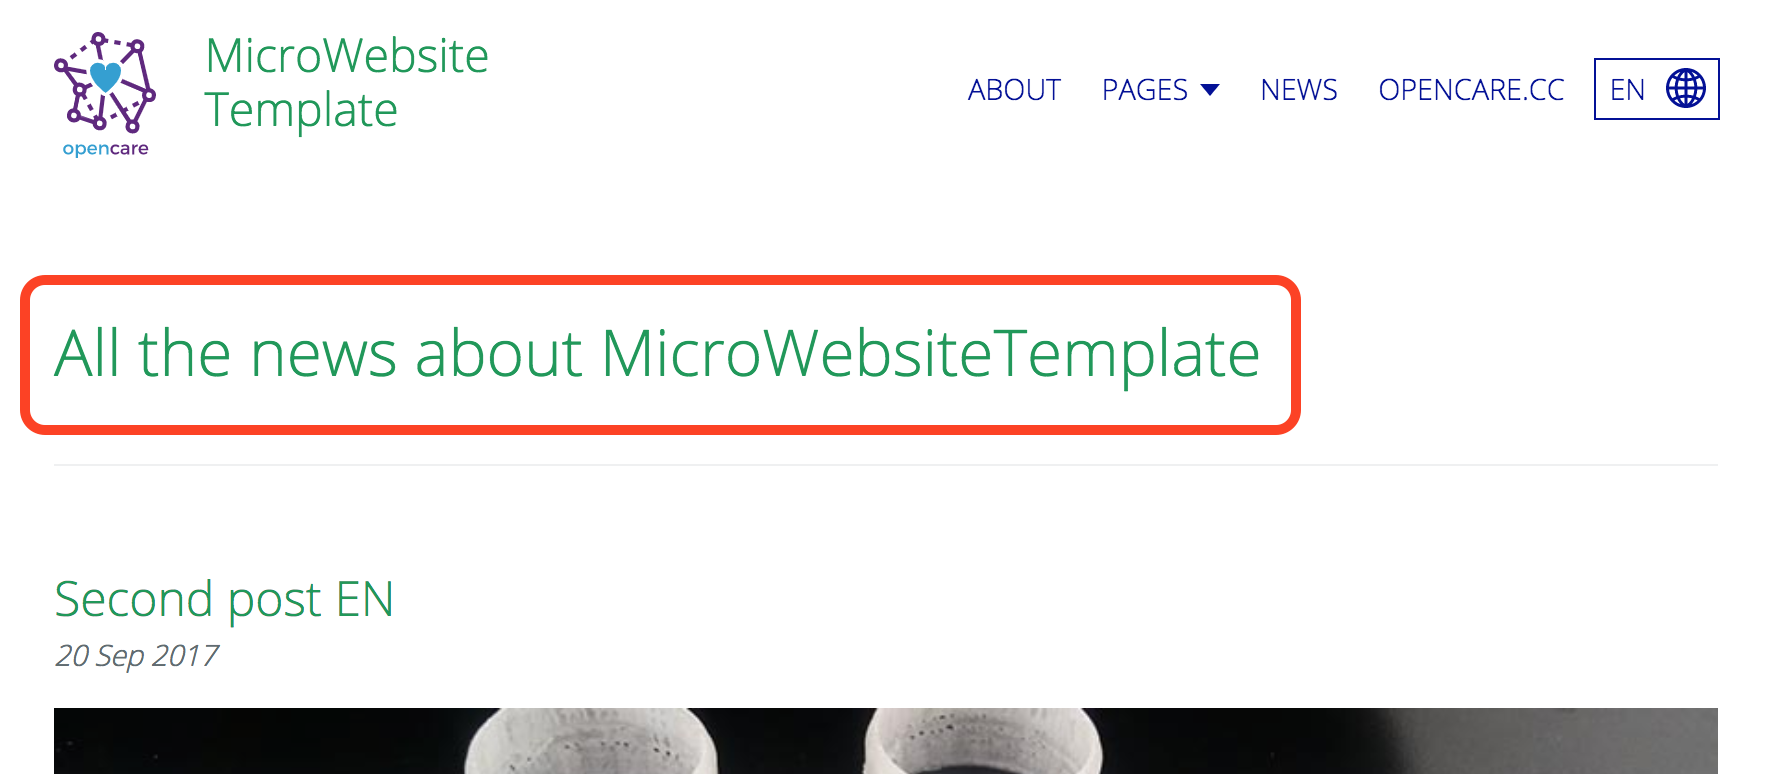 opencare
MicroWebsite
Template
ABOUT PAGES NEWS OPENCARE.CC EN
All the news about MicroWebsiteTemplate
Second post EN
20 Sep 2017